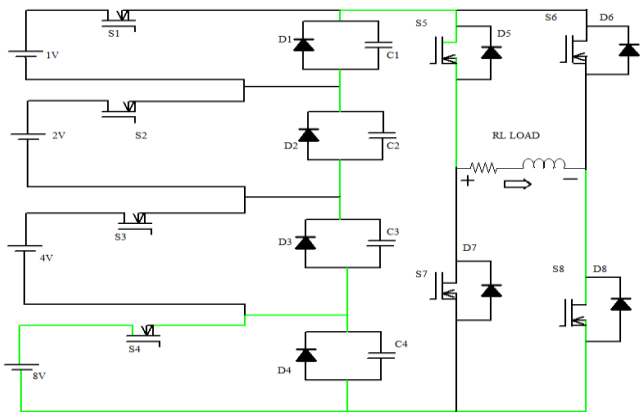 S1
1V
D1
C1
S5
D5
S6
D6
S2
2V
D2
C2
RL LOAD
+
−
S3
4V
D3
C3
S7
D7
S8
D8
S4
8V
D4
C4